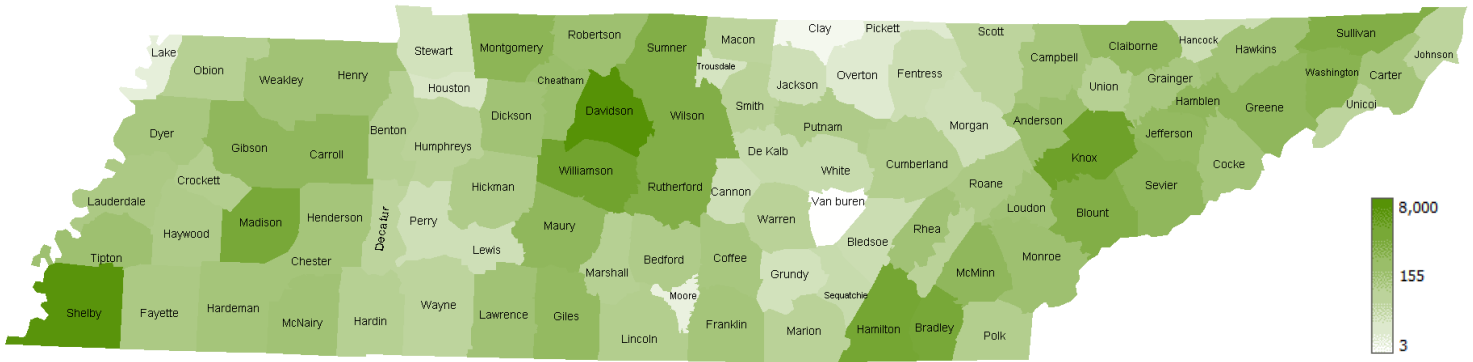 Lake
Obion
Weakley
Henry
Stewart
Houston
Montgomery
Robertson
Cheatham
Sumner
Macon
Trousdale
Clay
Pickett
Jackson
Overton
Fentress
Scott
Campbell
Claiborne
Hancock
Hawkins
Sullivan
Johnson
Washington
Carter
Unicoi
Union
Grainger
Hamblen
Greene
Dyer
Gibson
Carroll
Benton
Humphreys
Dickson
Davidson
Wilson
Smith
Putnam
Morgan
Anderson
Knox
Jefferson
Cocke
Crockett
Lauderdale
Haywood
Madison
Henderson
Decatur
Perry
Hickman
Williamson
Rutherford
De Kalb
White
Cannon
Cumberland
Roane
Loudon
Blount
Sevier
Tipton
Chester
Lewis
Maury
Marshall
Bedford
Coffee
Warren
Van buren
Bledsoe
Rhea
McMinn
Monroe
Shelby
Fayette
Hardeman
McNairy
Hardin
Wayne
Lawrence
Giles
Lincoln
Moore
Franklin
Grundy
Marion
Sequatchie
Hamilton
Bradley
Polk
8,000
155
3